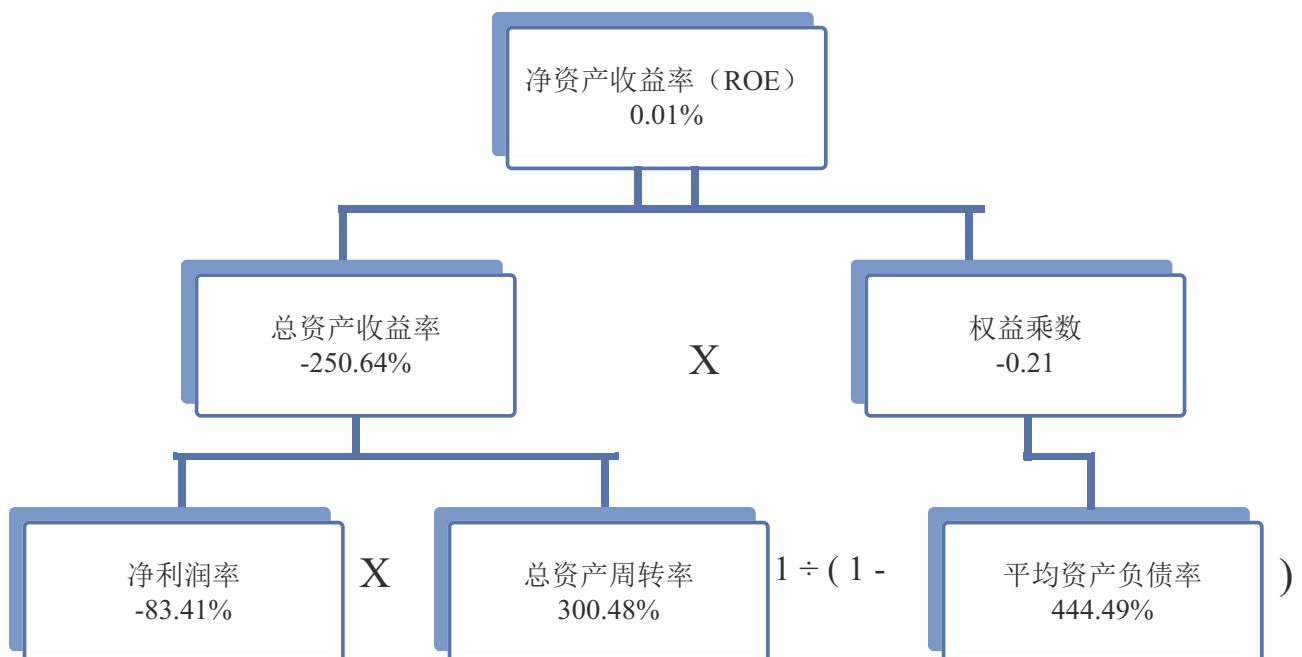 净资产收益率（ROE）
0.01%
总资产收益率
-250.64%
X
权益乘数
-0.21
净利润率
-83.41%
X
总资产周转率
300.48%
1 ÷ ( 1 -
平均资产负债率
444.49%
)